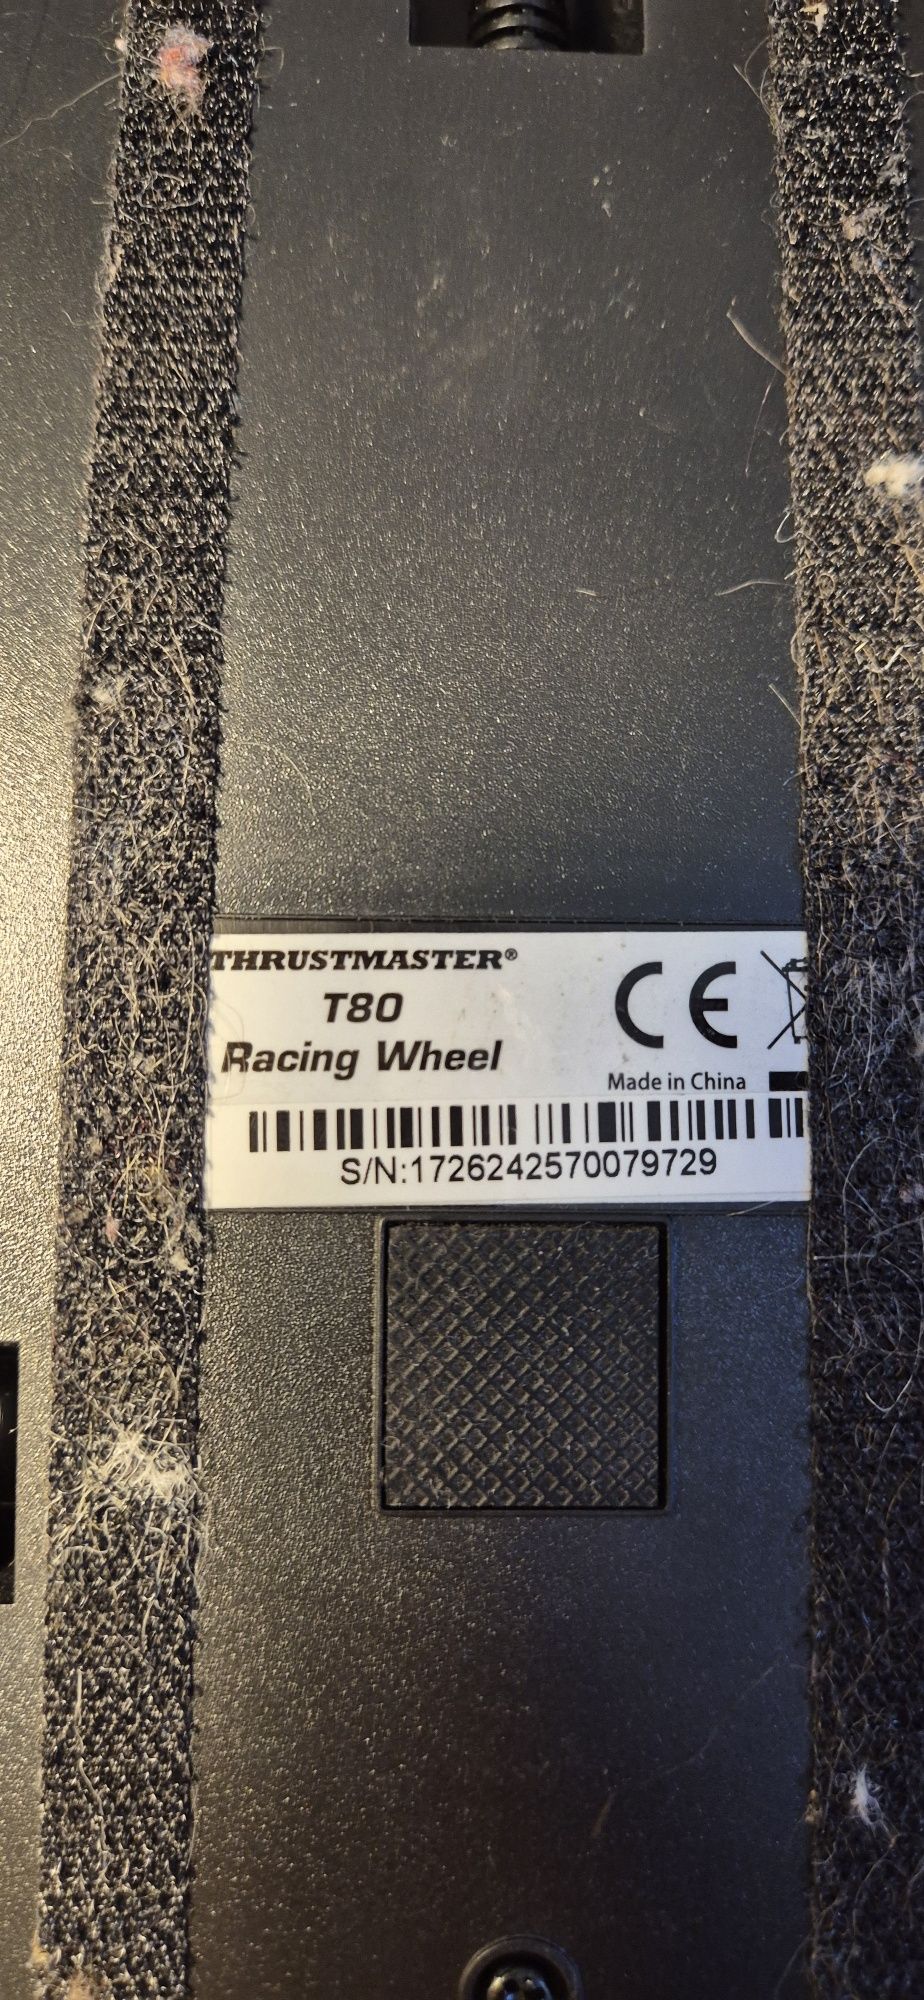 THRUSTMASTER®
T80
Racing Wheel
CE
Made in China
S/N:1726242570079729